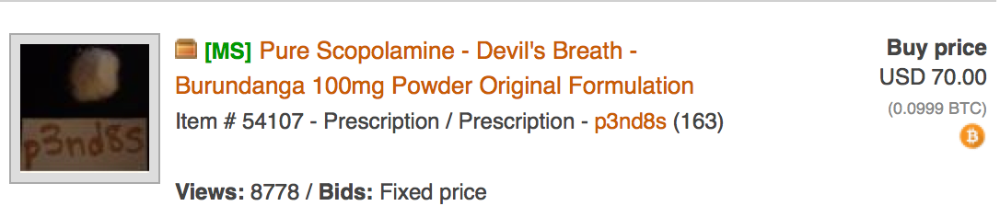 [MS] Pure Scopolamine - Devil's Breath -
Burundanga 100mg Powder Original Formulation
Item # 54107 - Prescription / Prescription - p3nd8s (163)
Views: 8778 / Bids: Fixed price
Buy price
USD 70.00
(0.0999 BTC)
p3nd8s